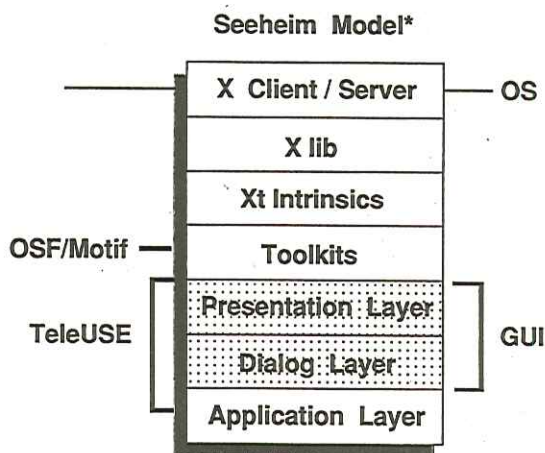 Seeheim Model*
X Client / Server
OS
X lib
Xt Intrinsics
OSF/Motif
Toolkits
Presentation Layer
TeleUSE
GUI
Dialog Layer
Application Layer